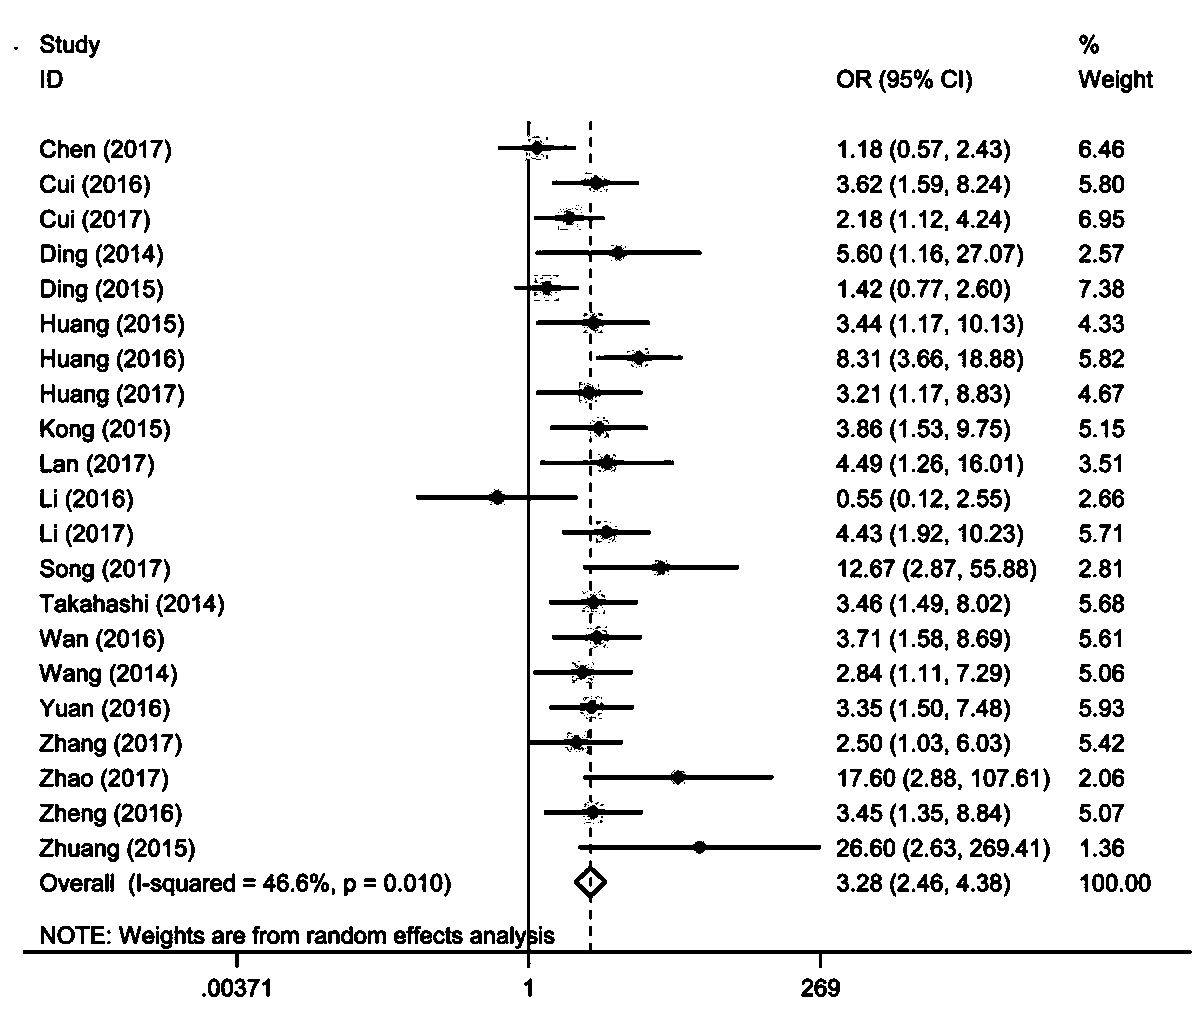 Study %
ID OR (95% CI) Weight
Chen (2017) 1.18 (0.57, 2.43) 6.46
Cui (2016) 3.62 (1.59, 8.24) 5.80
Cui (2017) 2.18 (1.12, 4.24) 6.95
Ding (2014) 5.60 (1.16, 27.07) 2.57
Ding (2015) 1.42 (0.77, 2.60) 7.38
Huang (2015) 3.44 (1.17, 10.13) 4.33
Huang (2016) 8.31 (3.66, 18.88) 5.82
Huang (2017) 3.21 (1.17, 8.83) 4.67
Kong (2015) 3.86 (1.53, 9.75) 5.15
Lan (2017) 4.49 (1.26, 16.01) 3.51
Li (2016) 0.55 (0.12, 2.55) 2.66
Li (2017) 4.43 (1.92, 10.23) 5.71
Song (2017) 12.67 (2.87, 55.88) 2.81
Takahashi (2014) 3.46 (1.49, 8.02) 5.68
Wan (2016) 3.71 (1.58, 8.69) 5.61
Wang (2014) 2.84 (1.11, 7.29) 5.06
Yuan (2016) 3.35 (1.50, 7.48) 5.93
Zhang (2017) 2.50 (1.03, 6.03) 5.42
Zhao (2017) 17.60 (2.88, 107.61) 2.06
Zheng (2016) 3.45 (1.35, 8.84) 5.07
Zhuang (2015) 26.60 (2.63, 269.41) 1.36
Overall (I-squared = 46.6%, p = 0.010) 3.28 (2.46, 4.38) 100.00
NOTE: Weights are from random effects analysis
.00371 1 269